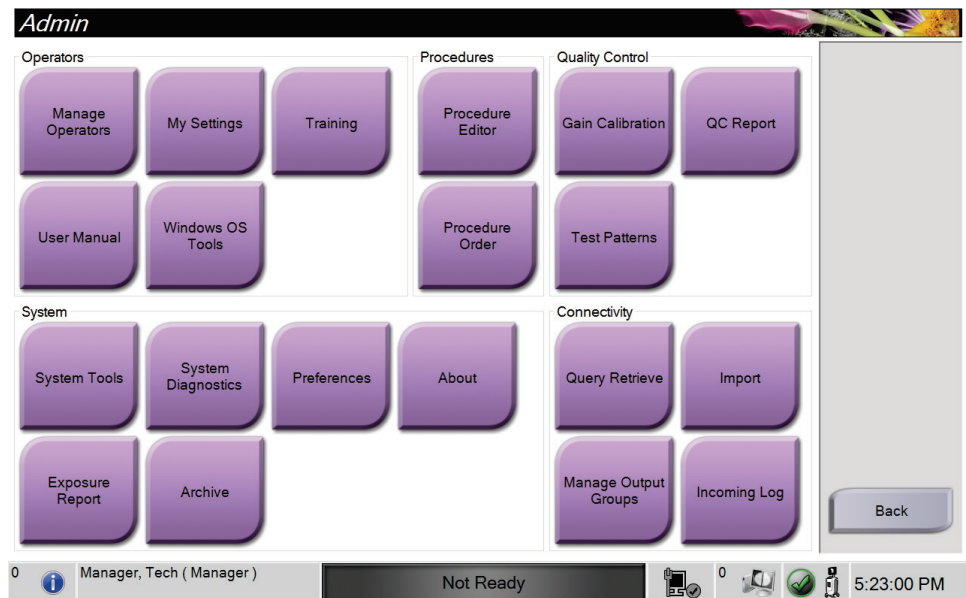 Admin
Operators
Manage
Operators
My Settings
Training
User Manual
Windows OS
Tools
Procedures
Procedure
Editor
Procedure
Order
Quality Control
Gain Calibration
QC Report
Test Patterns
System
System Tools
System
Diagnostics
Preferences
About
Exposure
Report
Archive
Connectivity
Query Retrieve
Import
Manage Output
Groups
Incoming Log
Back
0
Manager, Tech ( Manager )
Not Ready
0
5:23:00 PM